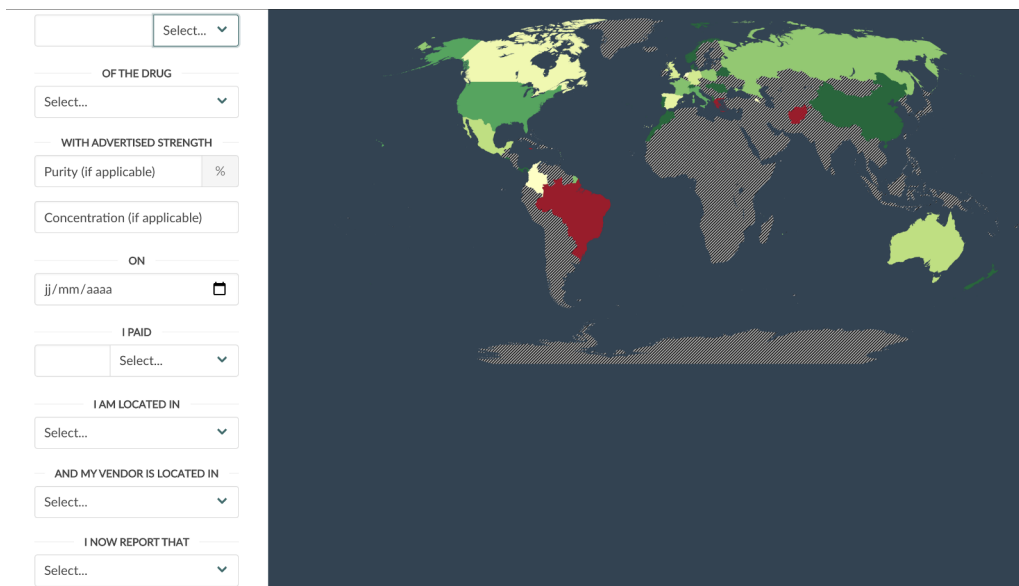 Select...
OF THE DRUG
Select...
WITH ADVERTISED STRENGTH
Purity (if applicable) %
Concentration (if applicable)
ON
jj/mm/aaaa
I PAID
Select...
I AM LOCATED IN
Select...
AND MY VENDOR IS LOCATED IN
Select...
I NOW REPORT THAT
Select...